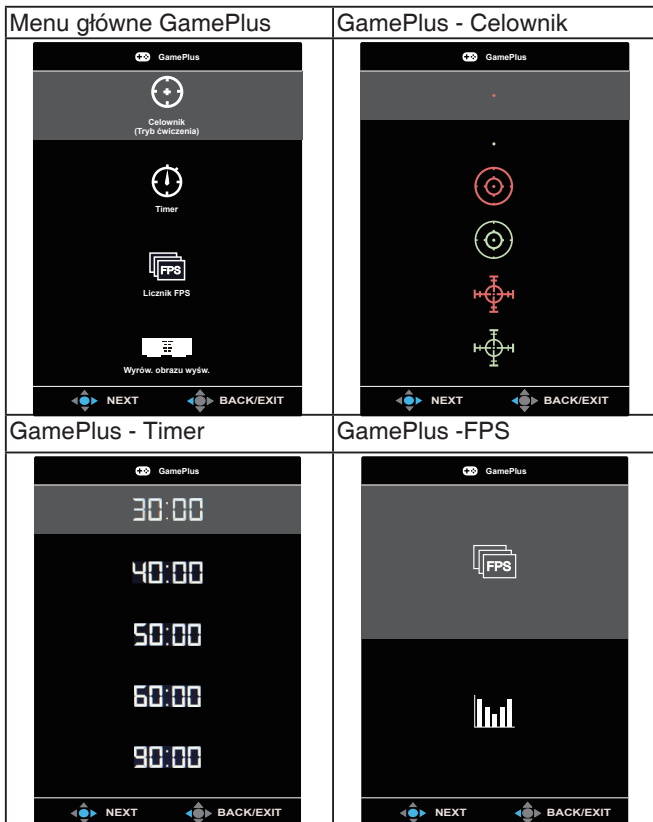 Menu główne GamePlus
GamePlus
Celownik
(Tryb ćwiczenia)
Timer
FPS
Licznik FPS
Wyrów. obrazu wyśw.
NEXT BACK/EXIT
GamePlus - Celownik
GamePlus
NEXT BACK/EXIT
GamePlus - Timer
GamePlus
30:00
40:00
50:00
60:00
90:00
NEXT BACK/EXIT
GamePlus -FPS
GamePlus
FPS
NEXT BACK/EXIT